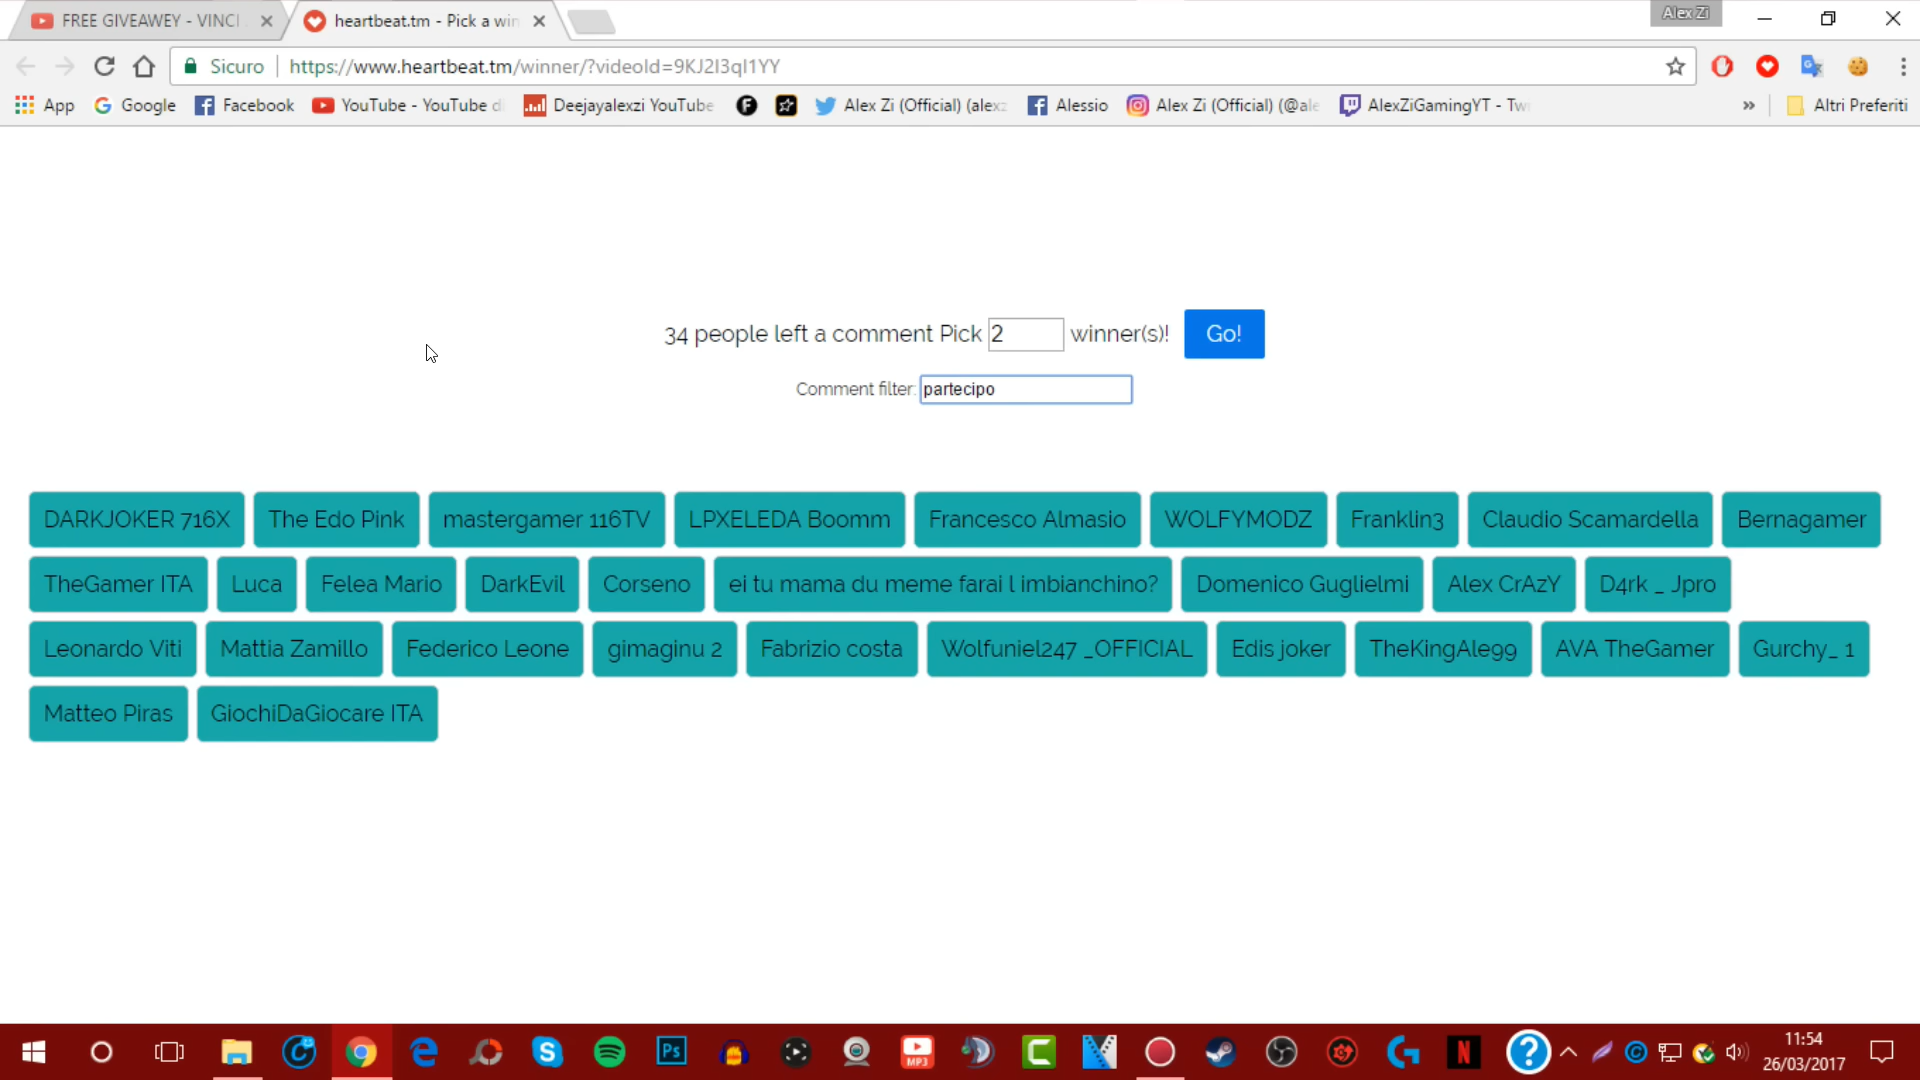 FREE GIVEAWEY - VINCI
heartbeat.tm - Pick a win
Alex Zi
Sicuro
https://www.heartbeat.tm/winner/?videoId=9KJ2I3qI1YY
App
Google
Facebook
YouTube - YouTube d
Deejayalexzi YouTube
Alex Zi (Official) (alexz
Alessio
Alex Zi (Official) (@ale
AlexZiGamingYT - Tw
»
Altri Preferiti
34 people left a comment Pick 2 winner(s)! Go!
Comment filter: partecipo
DARKJOKER 716X The Edo Pink mastergamer 116TV LPXELEDA Boomm Francesco Almasio WOLFYMODZ Franklin3 Claudio Scamardella Bernagamer
TheGamer ITA Luca Felea Mario DarkEvil Corseno ei tu mama du meme farai l imbianchino? Domenico Guglielmi Alex CrAzY D4rk _ Jpro
Leonardo Viti Mattia Zamillo Federico Leone gimaginu 2 Fabrizio costa Wolfuniel247 _OFFICIAL Edis joker TheKingAle99 AVA TheGamer Gurchy_ 1
Matteo Piras GiochiDaGiocare ITA
Ps
MP3
11:54
26/03/2017